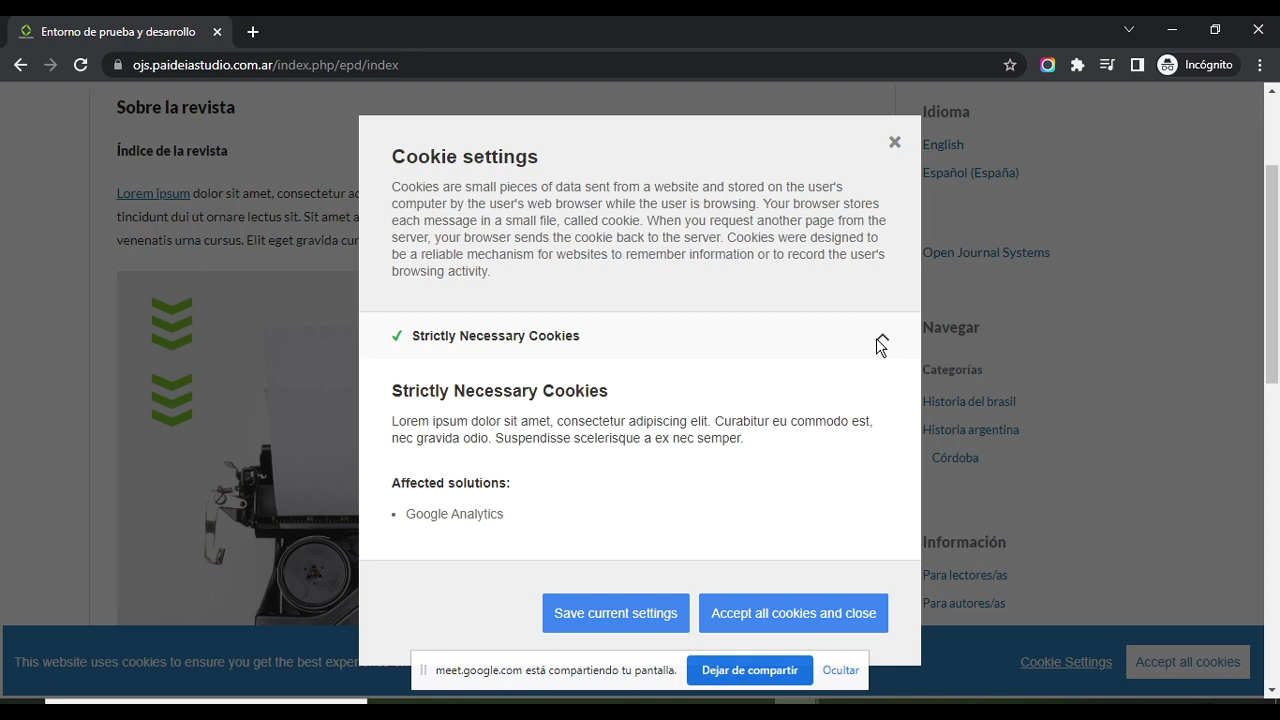 Entorno de prueba y desarrollo
ojs.paideiastudio.com.ar/index.php/epd/index
Incógnito
Sobre la revista
Índice de la revista
Lorem ipsum dolor sit amet, consectetur
tincidunt dui ut ornare lectus sit. Sit amet
venenatis urna cursus. Elit eget gravida
Cookie settings
Cookies are small pieces of data sent from a website and stored on the user's
computer by the user's web browser while the user is browsing. Your browser stores
each message in a small file, called cookie. When you request another page from the
server, your browser sends the cookie back to the server. Cookies were designed to
be a reliable mechanism for websites to remember information or to record the user's
browsing activity.
Strictly Necessary Cookies
Strictly Necessary Cookies
Lorem ipsum dolor sit amet, consectetur adipiscing elit. Curabitur eu commodo est,
nec gravida odio. Suspendisse scelerisque a ex nec semper.
Affected solutions:
• Google Analytics
Save current settings
Accept all cookies and close
Idioma
English
Español (España)
Open Journal Systems
Navegar
Categorías
Historia del brasil
Historia argentina
Córdoba
Información
Para lectores/as
Para autores/as
This website uses cookies to ensure you get the best
Cookie Settings
Accept all cookies
meet.google.com está compartiendo tu pantalla.
Dejar de compartir
Ocultar